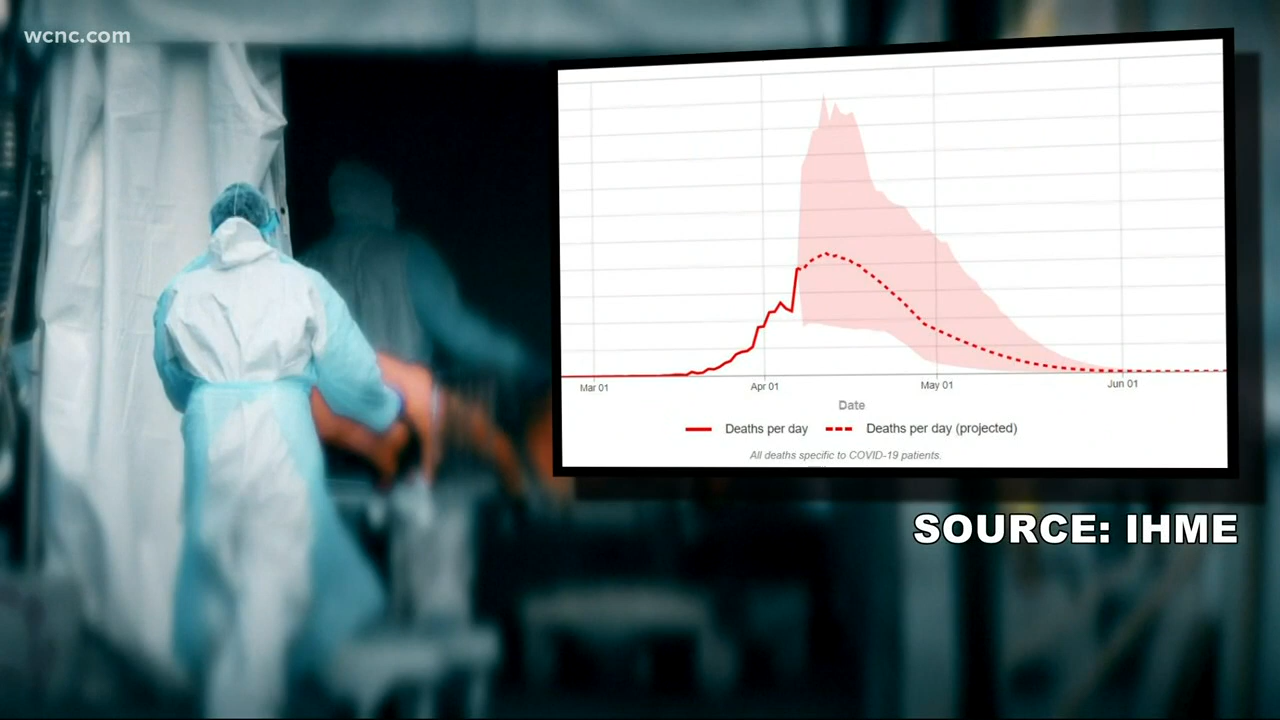 wcnc.com
Mar 01
Apr 01
May 01
Jun 01
Date
Deaths per day
Deaths per day (projected)
All deaths specific to COVID-19 patients.
SOURCE: IHME